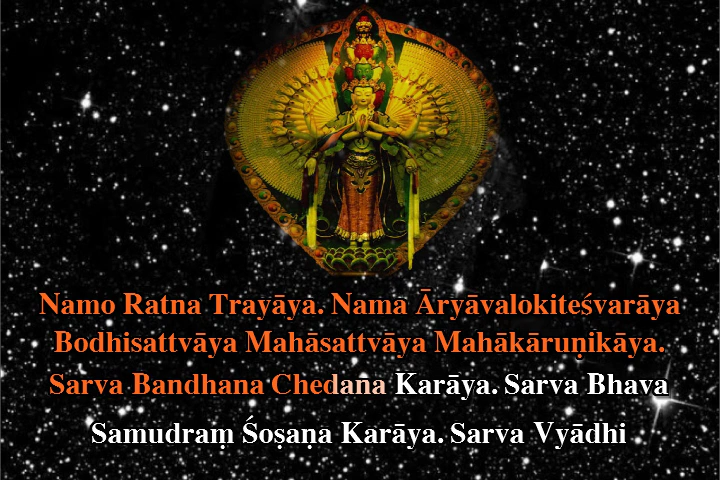 Namo Ratna Trayāya. Nama Āryāvalokiteśvarāya
Bodhisattvāya Mahāsattvāya Mahākāruṇikāya.
Sarva Bandhana Chedana Karāya. Sarva Bhava
Samudraṃ Śoṣaṇa Karāya. Sarva Vyādhi